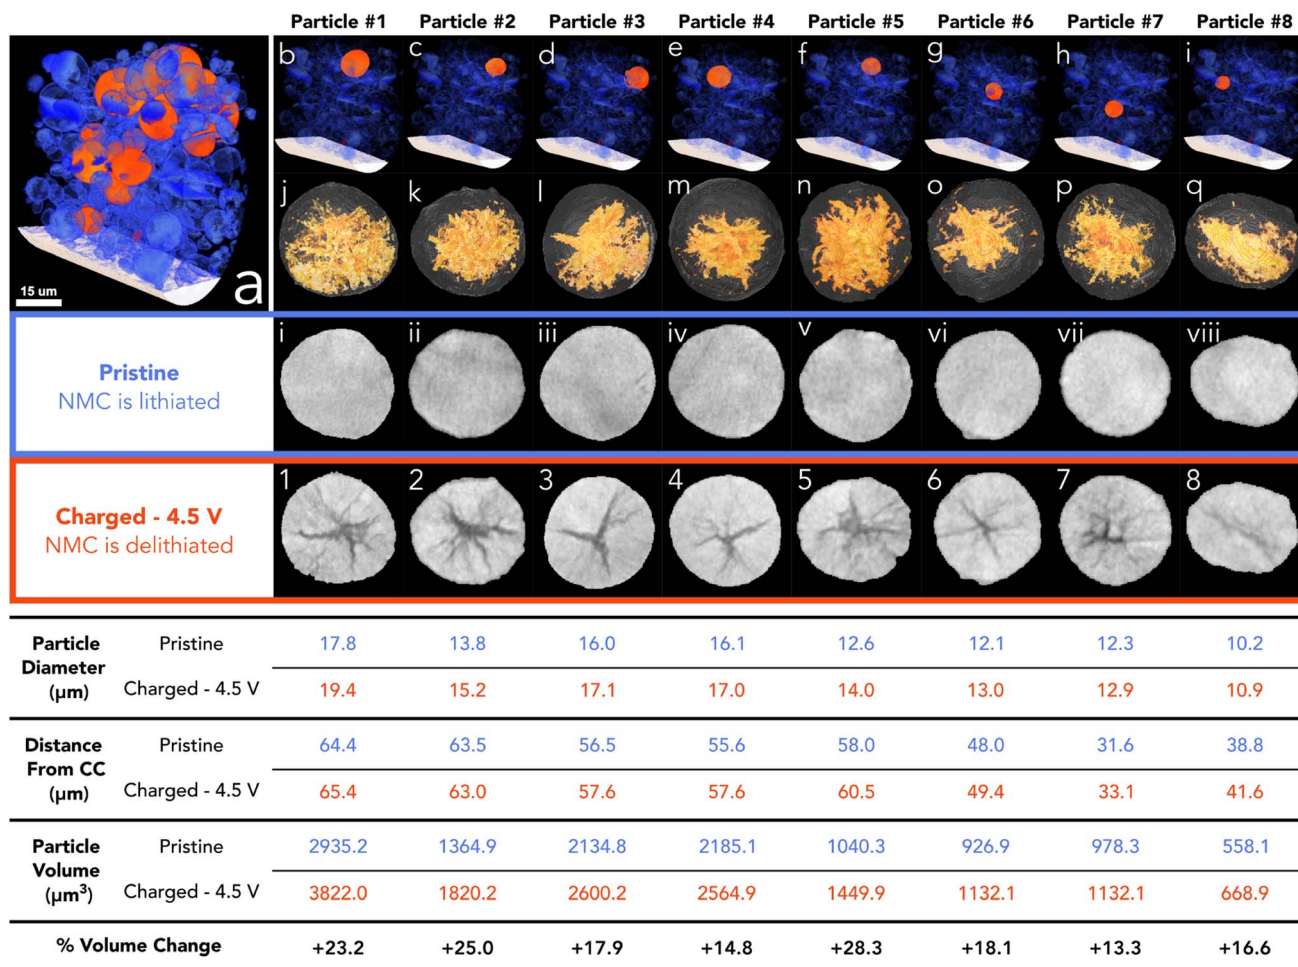 Particle #1 Particle #2 Particle #3 Particle #4 Particle #5 Particle #6 Particle #7 Particle #8
b c d e f g h i
15 um a
j k l m n o p q
i ii iii iv v vi vii viii
Pristine
NMC is lithiated
1 2 3 4 5 6 7 8
Charged - 4.5 V
NMC is delithiated
Particle Diameter (μm)
Pristine 17.8 13.8 16.0 16.1 12.6 12.1 12.3 10.2
Charged - 4.5 V 19.4 15.2 17.1 17.0 14.0 13.0 12.9 10.9
Distance From CC (μm)
Pristine 64.4 63.5 56.5 55.6 58.0 48.0 31.6 38.8
Charged - 4.5 V 65.4 63.0 57.6 57.6 60.5 49.4 33.1 41.6
Particle Volume (μm³)
Pristine 2935.2 1364.9 2134.8 2185.1 1040.3 926.9 978.3 558.1
Charged - 4.5 V 3822.0 1820.2 2600.2 2564.9 1449.9 1132.1 1132.1 668.9
% Volume Change +23.2 +25.0 +17.9 +14.8 +28.3 +18.1 +13.3 +16.6